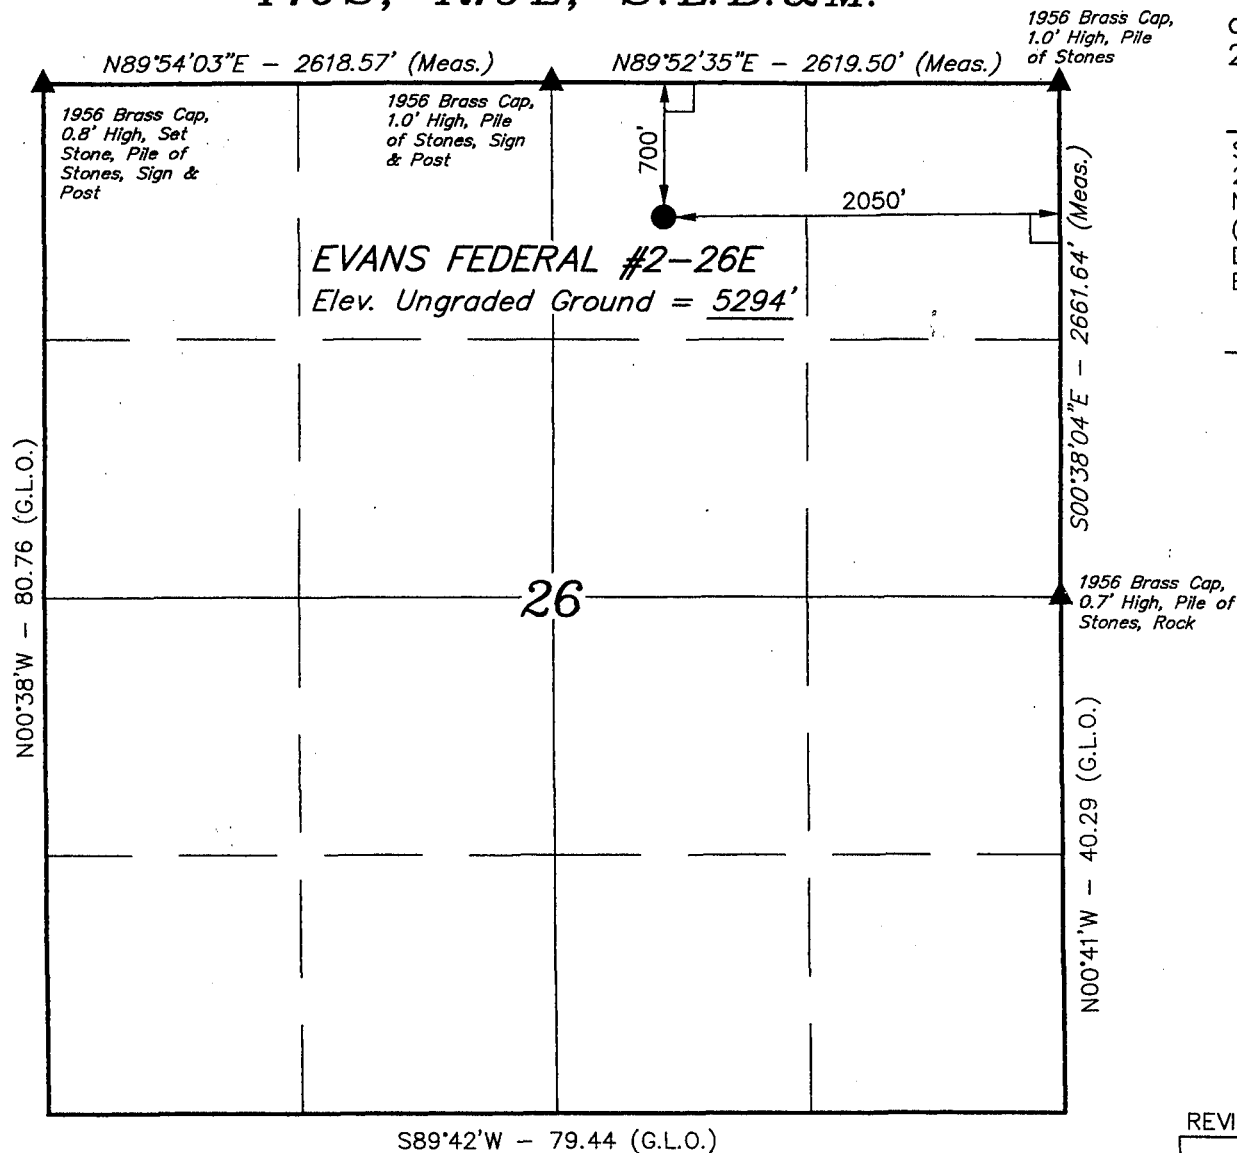 1956 Brass Cap,
1.0' High, Pile
of Stones
N89°54'03"E - 2618.57' (Meas.)
N89°52'35"E - 2619.50' (Meas.)
1956 Brass Cap,
0.8' High, Set
Stone, Pile of
Stones, Sign &
Post
1956 Brass Cap,
1.0' High, Pile
of Stones, Sign
& Post
700'
2050'
EVANS FEDERAL #2-26E
Elev. Ungraded Ground = 5294'
S00°38'04"E - 2661.64' (Meas.)
N00°38'W - 80.76 (G.L.O.)
26
1956 Brass Cap,
0.7' High, Pile of
Stones, Rock
N00°41'W - 40.29 (G.L.O.)
S89°42'W - 79.44 (G.L.O.)
REVI